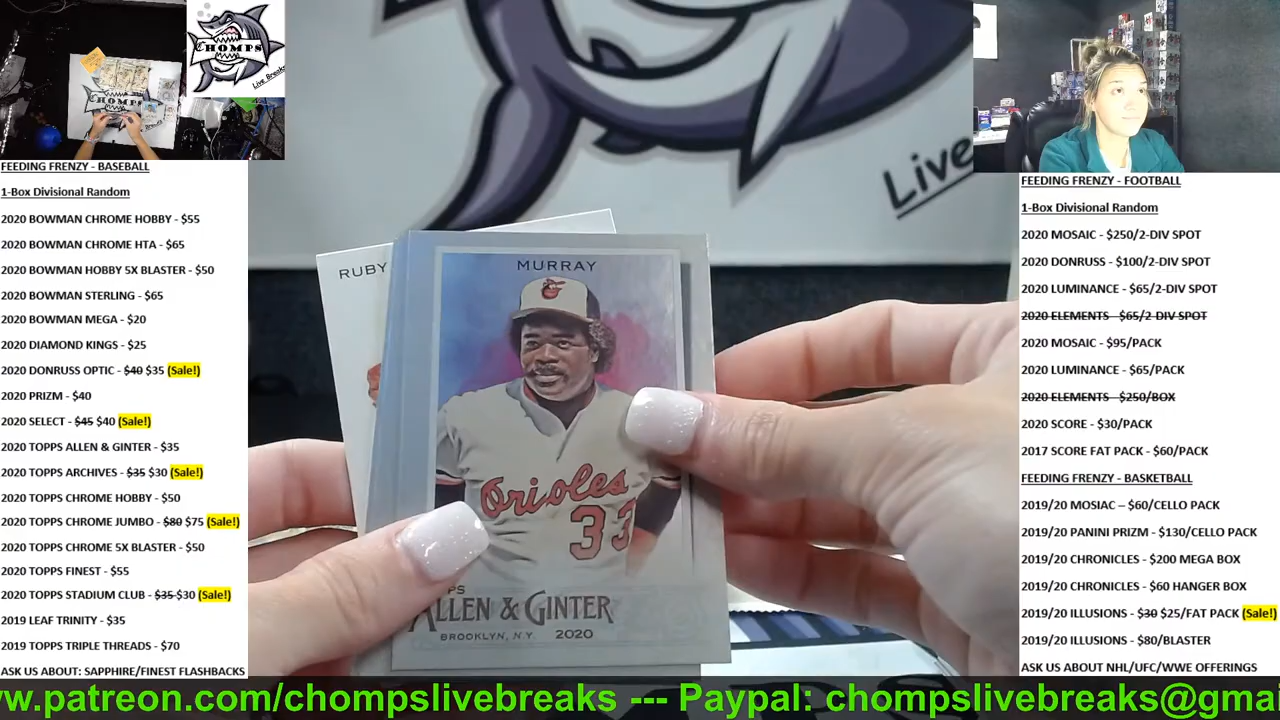 CHOMPS
Live Breaks
CHOMPS
FEEDING FRENZY - BASEBALL
1-Box Divisional Random
2020 BOWMAN CHROME HOBBY - $55
2020 BOWMAN CHROME HTA - $65
2020 BOWMAN HOBBY 5X BLASTER - $50
2020 BOWMAN STERLING - $65
2020 BOWMAN MEGA - $20
2020 DIAMOND KINGS - $25
2020 DONRUSS OPTIC - $40 $35 (Sale!)
2020 PRIZM - $40
2020 SELECT - $45 $40 (Sale!)
2020 TOPPS ALLEN & GINTER - $35
2020 TOPPS ARCHIVES - $35 $30 (Sale!)
2020 TOPPS CHROME HOBBY - $50
2020 TOPPS CHROME JUMBO - $80 $75 (Sale!)
2020 TOPPS CHROME 5X BLASTER - $50
2020 TOPPS FINEST - $55
2020 TOPPS STADIUM CLUB - $35 $30 (Sale!)
2019 LEAF TRINITY - $35
2019 TOPPS TRIPLE THREADS - $70
ASK US ABOUT: SAPPHIRE/FINEST FLASHBACKS
Live
RUBY
MURRAY
Orioles
33
PS
ALLEN & GINTER
BROOKLYN, N.Y. 2020
FEEDING FRENZY - FOOTBALL
1-Box Divisional Random
2020 MOSAIC - $250/2-DIV SPOT
2020 DONRUSS - $100/2-DIV SPOT
2020 LUMINANCE - $65/2-DIV SPOT
2020 ELEMENTS - $65/2 DIV SPOT
2020 MOSAIC - $95/PACK
2020 LUMINANCE - $65/PACK
2020 ELEMENTS - $250/BOX
2020 SCORE - $30/PACK
2017 SCORE FAT PACK - $60/PACK
FEEDING FRENZY - BASKETBALL
2019/20 MOSIAC – $60/CELLO PACK
2019/20 PANINI PRIZM - $130/CELLO PACK
2019/20 CHRONICLES - $200 MEGA BOX
2019/20 CHRONICLES - $60 HANGER BOX
2019/20 ILLUSIONS - $30 $25/FAT PACK (Sale!)
2019/20 ILLUSIONS - $80/BLASTER
ASK US ABOUT NHL/UFC/WWE OFFERINGS
w.patreon.com/chompslivebreaks --- Paypal: chompslivebreaks@gmai